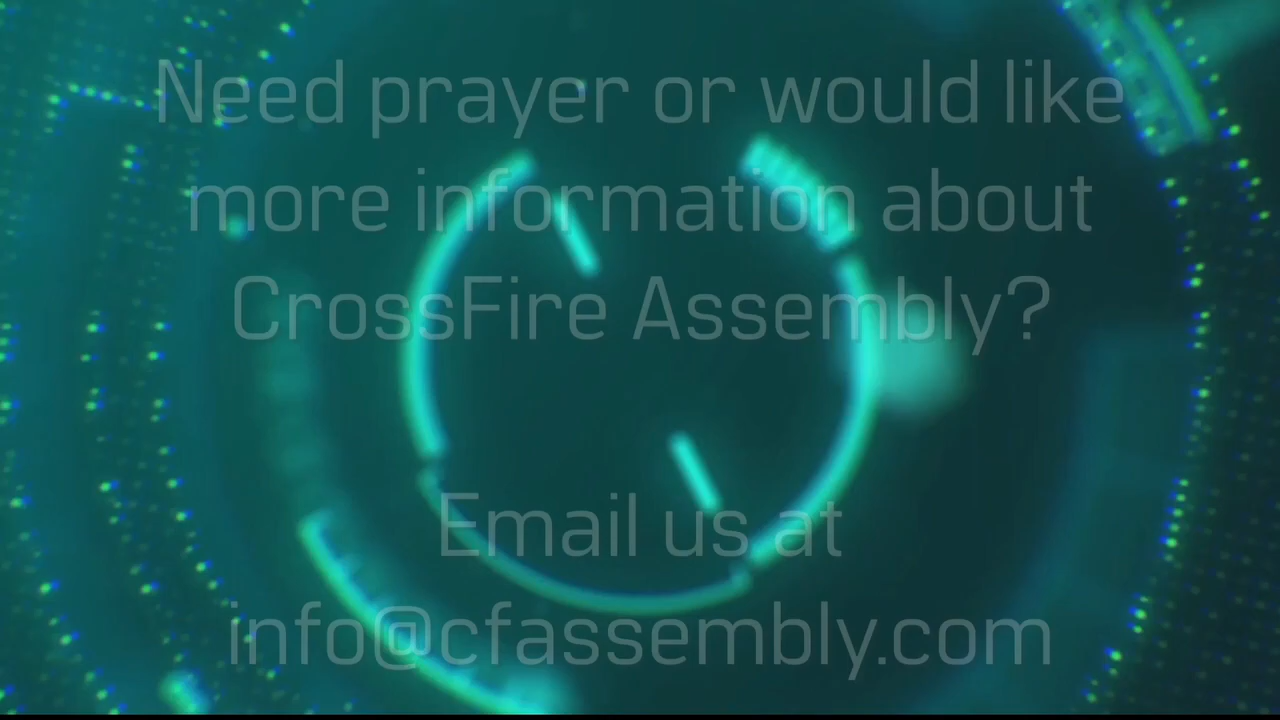 Need prayer or would like
more information about
CrossFire Assembly?
Email us at
info@cfassembly.com